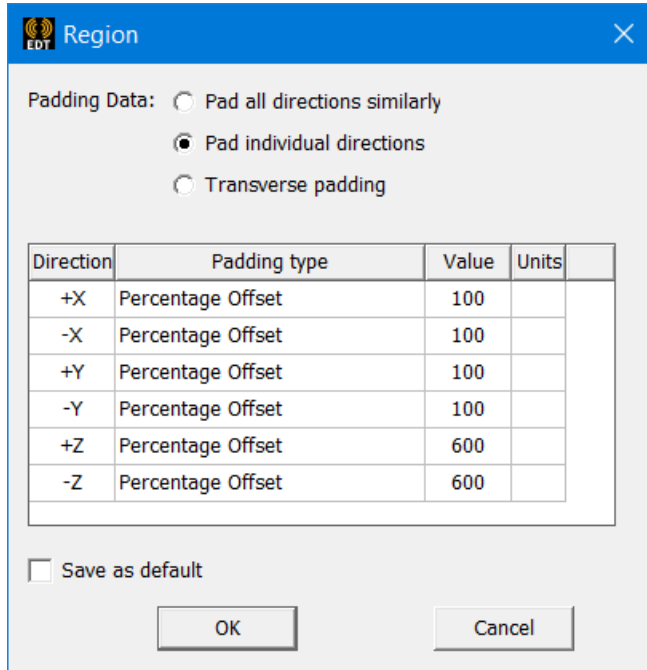 EDT Region
Padding Data: Pad all directions similarly
Pad individual directions
Transverse padding
Direction Padding type Value Units
+X Percentage Offset 100
-X Percentage Offset 100
+Y Percentage Offset 100
-Y Percentage Offset 100
+Z Percentage Offset 600
-Z Percentage Offset 600
Save as default
OK Cancel